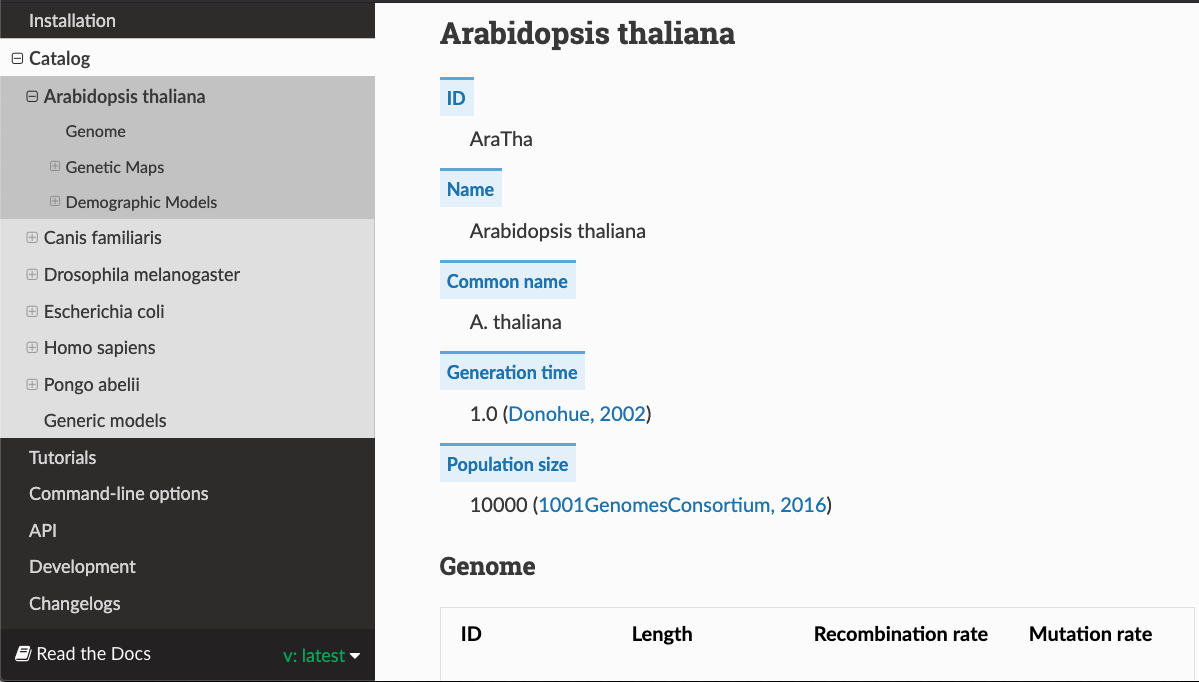 Installation
Catalog
Arabidopsis thaliana
Genome
Genetic Maps
Demographic Models
Canis familiaris
Drosophila melanogaster
Escherichia coli
Homo sapiens
Pongo abelii
Generic models
Tutorials
Command-line options
API
Development
Changelogs
Read the Docs v: latest
Arabidopsis thaliana
ID
AraTha
Name
Arabidopsis thaliana
Common name
A. thaliana
Generation time
1.0 (Donohue, 2002)
Population size
10000 (1001GenomesConsortium, 2016)
Genome
ID Length Recombination rate Mutation rate